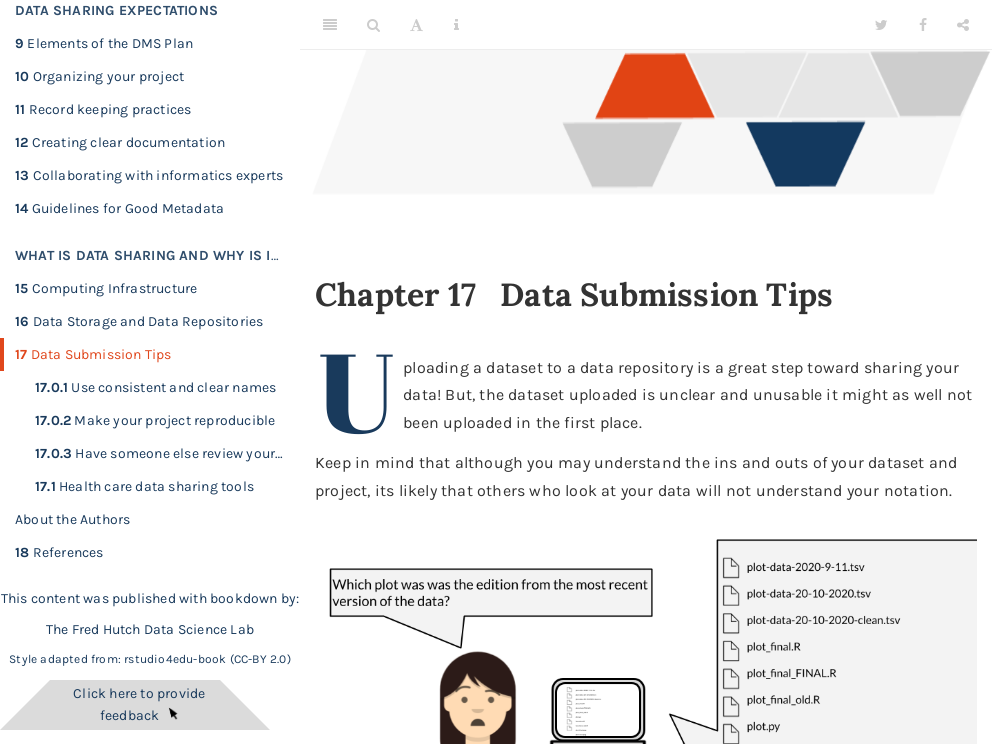 DATA SHARING EXPECTATIONS
9 Elements of the DMS Plan
10 Organizing your project
11 Record keeping practices
12 Creating clear documentation
13 Collaborating with informatics experts
14 Guidelines for Good Metadata
WHAT IS DATA SHARING AND WHY IS I…
15 Computing Infrastructure
16 Data Storage and Data Repositories
17 Data Submission Tips
17.0.1 Use consistent and clear names
17.0.2 Make your project reproducible
17.0.3 Have someone else review your…
17.1 Health care data sharing tools
About the Authors
18 References
This content was published with bookdown by:
The Fred Hutch Data Science Lab
Style adapted from: rstudio4edu-book (CC-BY 2.0)
Click here to provide
feedback
Chapter 17 Data Submission Tips
Uploading a dataset to a data repository is a great step toward sharing your
data! But, the dataset uploaded is unclear and unusable it might as well not
been uploaded in the first place.
Keep in mind that although you may understand the ins and outs of your dataset and
project, its likely that others who look at your data will not understand your notation.
Which plot was was the edition from the most recent
version of the data?
plot-data-2020-9-11.tsv
plot-data-20-10-2020.tsv
plot-data-20-10-2020-clean.tsv
plot_final.R
plot_final_FINAL.R
plot_final_old.R
plot.py